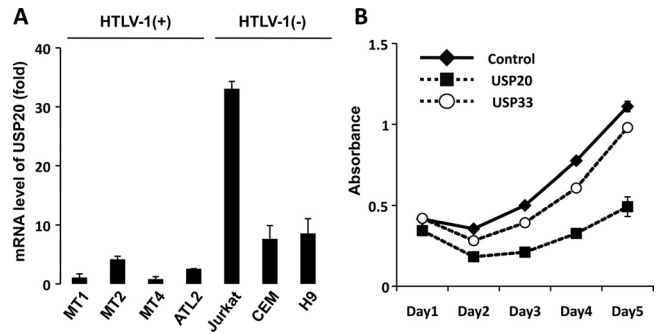 A
HTLV-1(+) HTLV-1(-)
mRNA level of USP20 (fold)
40
30
20
10
0
MT1 MT2 MT4 ATL2 Jurkat CEM H9
B
Absorbance
1.5
1
0.5
0
Control
USP20
USP33
Day1 Day2 Day3 Day4 Day5